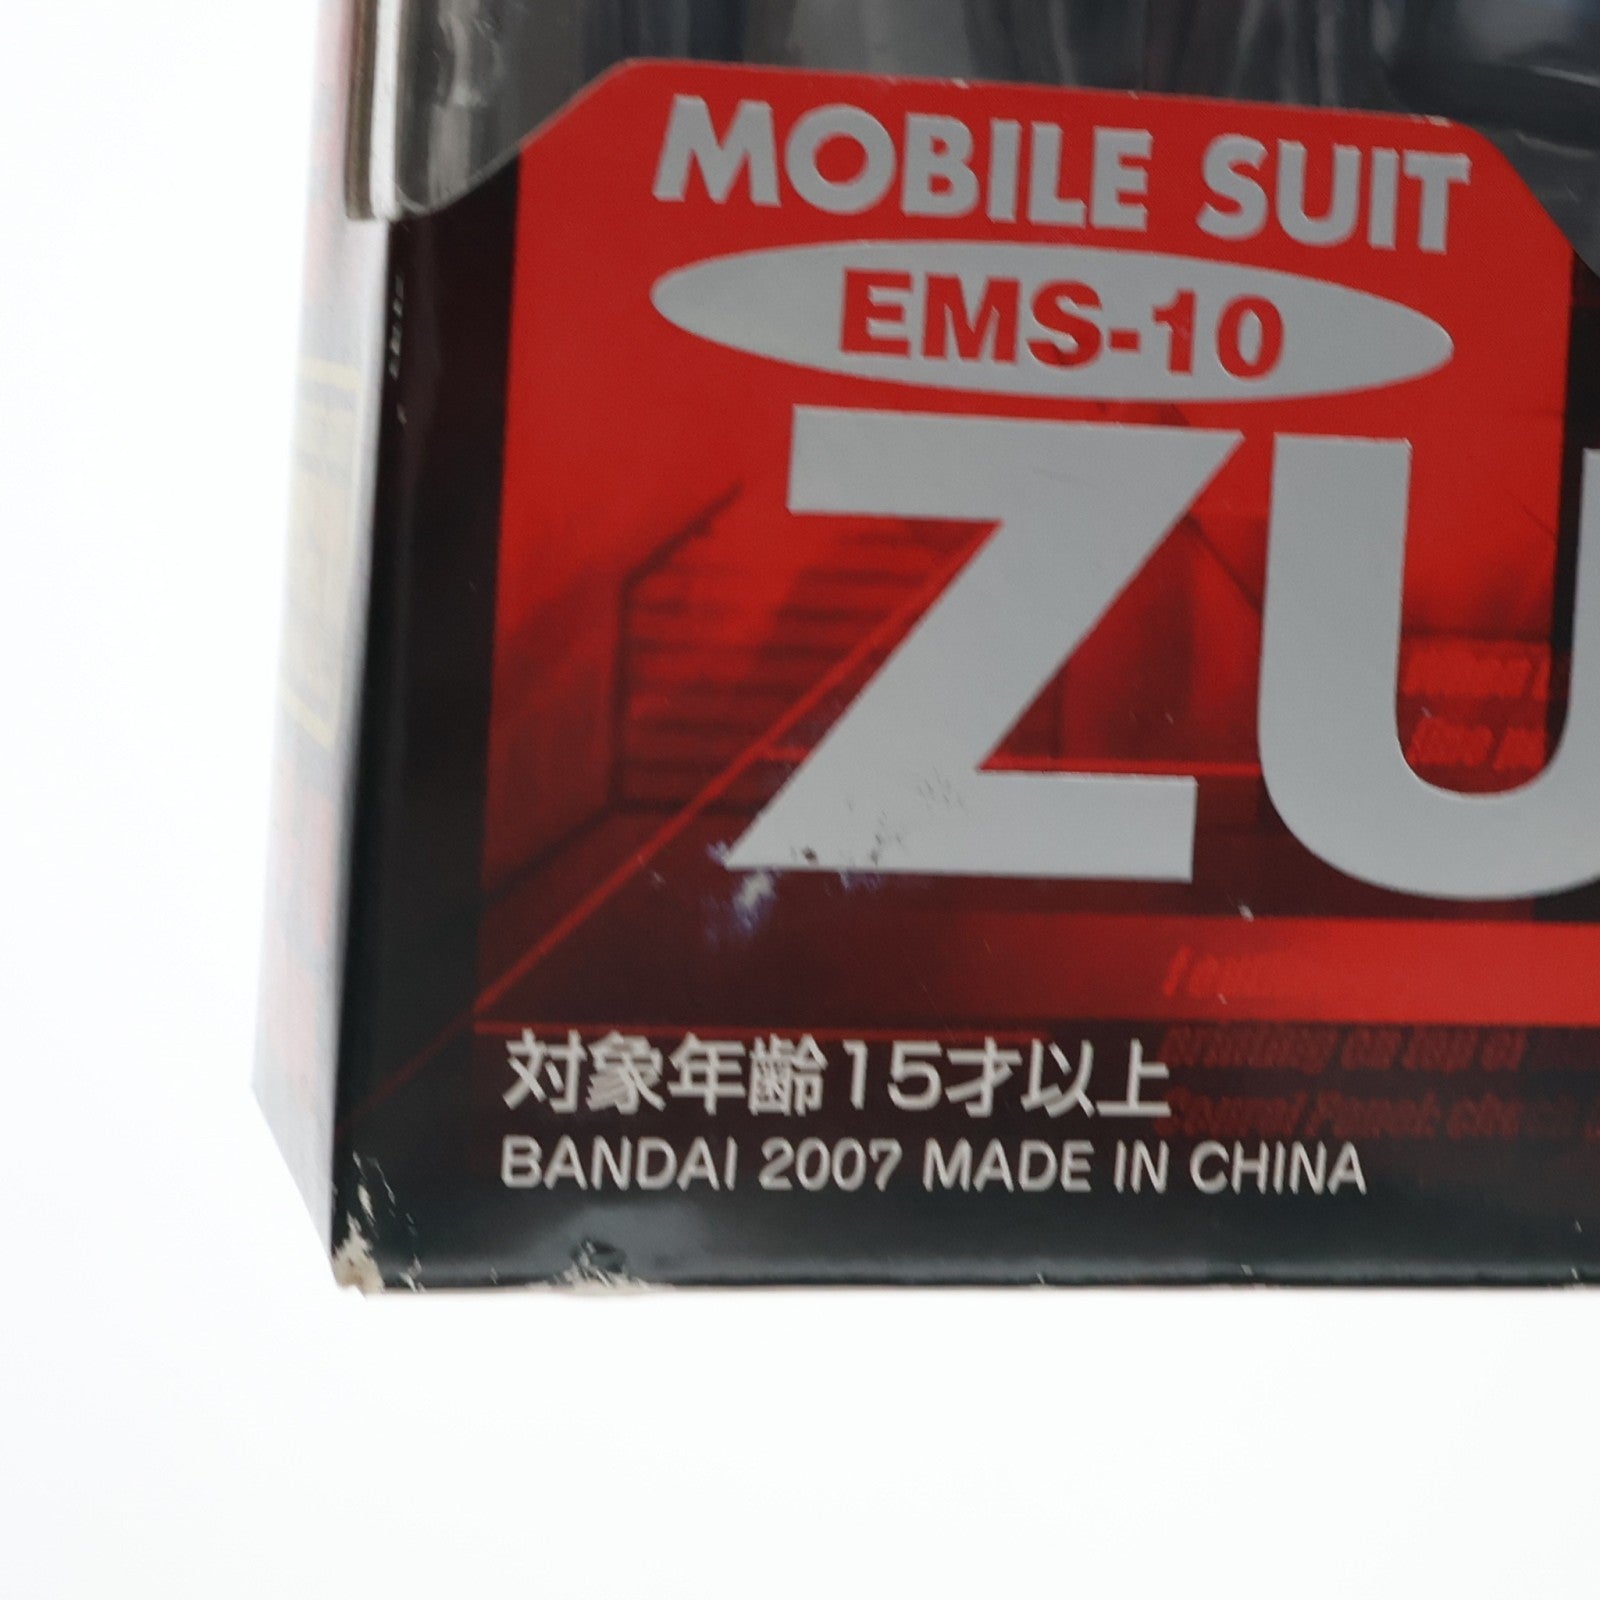 MOBILE SUIT
EMS-10
ZU
対象年齢15才以上
BANDAI 2007 MADE IN CHINA